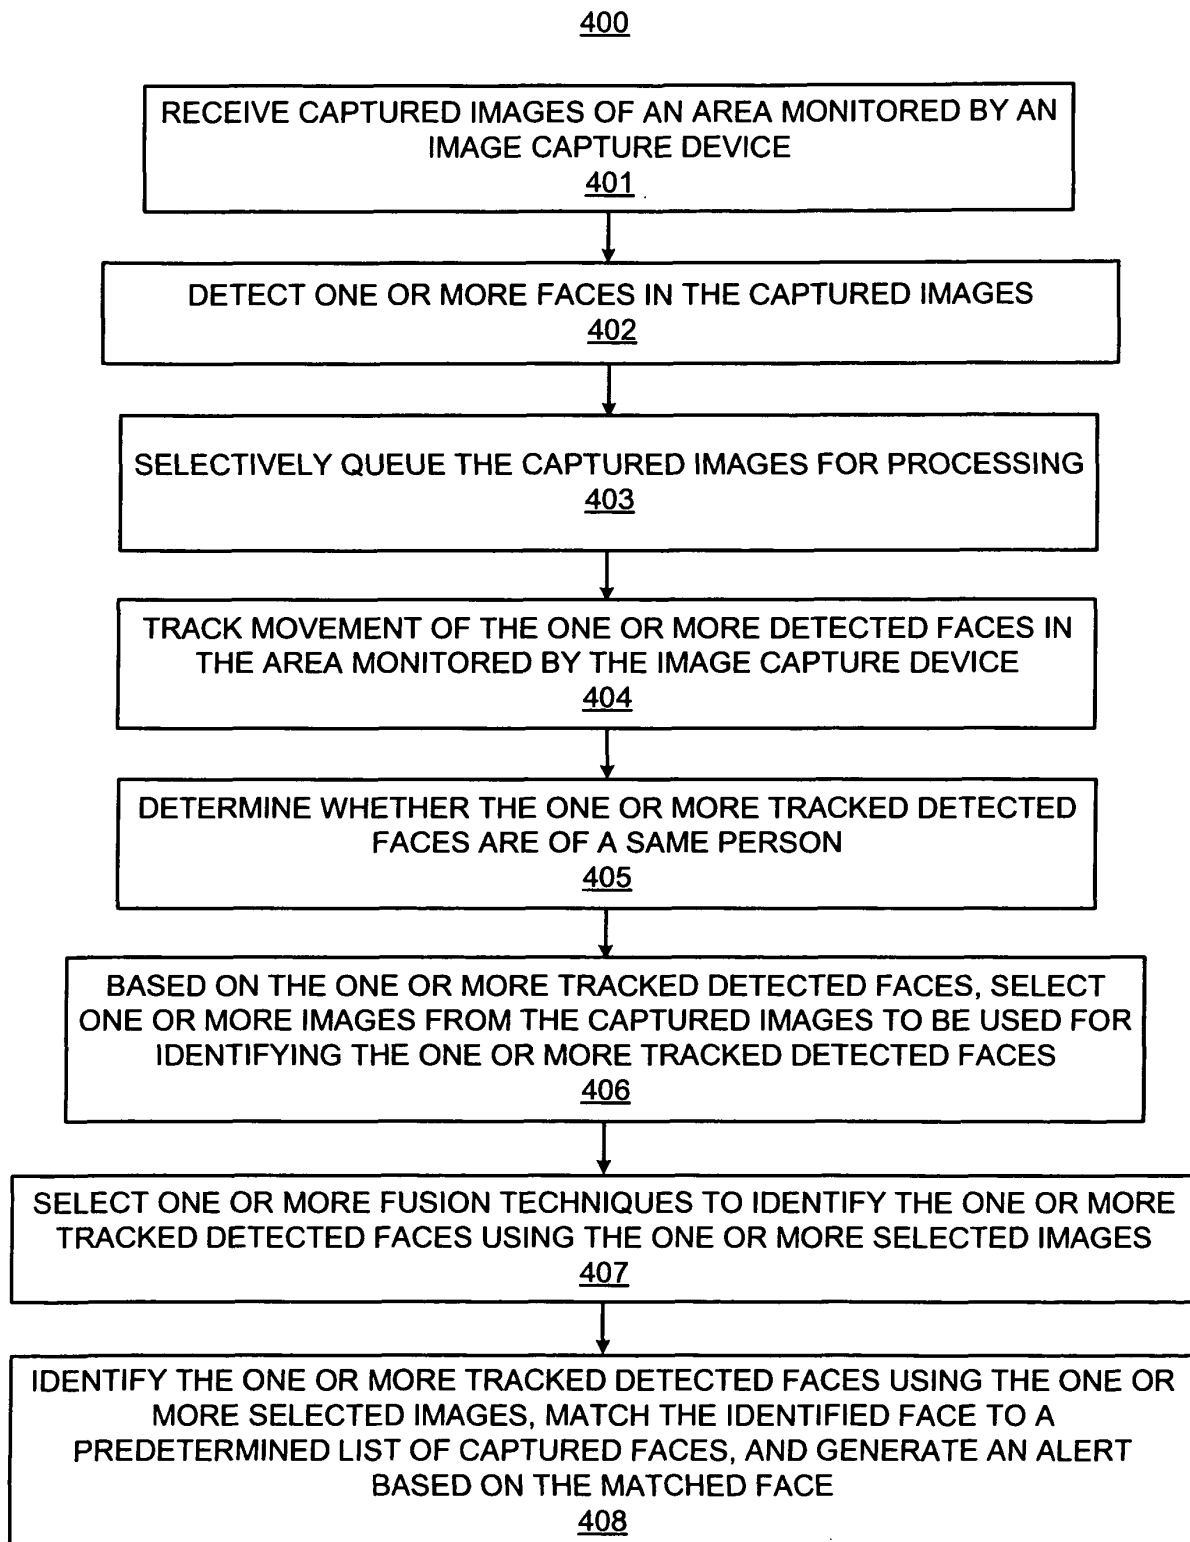 400
RECEIVE CAPTURED IMAGES OF AN AREA MONITORED BY AN
IMAGE CAPTURE DEVICE
401
DETECT ONE OR MORE FACES IN THE CAPTURED IMAGES
402
SELECTIVELY QUEUE THE CAPTURED IMAGES FOR PROCESSING
403
TRACK MOVEMENT OF THE ONE OR MORE DETECTED FACES IN
THE AREA MONITORED BY THE IMAGE CAPTURE DEVICE
404
DETERMINE WHETHER THE ONE OR MORE TRACKED DETECTED
FACES ARE OF A SAME PERSON
405
BASED ON THE ONE OR MORE TRACKED DETECTED FACES, SELECT
ONE OR MORE IMAGES FROM THE CAPTURED IMAGES TO BE USED FOR
IDENTIFYING THE ONE OR MORE TRACKED DETECTED FACES
406
SELECT ONE OR MORE FUSION TECHNIQUES TO IDENTIFY THE ONE OR MORE
TRACKED DETECTED FACES USING THE ONE OR MORE SELECTED IMAGES
407
IDENTIFY THE ONE OR MORE TRACKED DETECTED FACES USING THE ONE OR
MORE SELECTED IMAGES, MATCH THE IDENTIFIED FACE TO A
PREDETERMINED LIST OF CAPTURED FACES, AND GENERATE AN ALERT
BASED ON THE MATCHED FACE
408